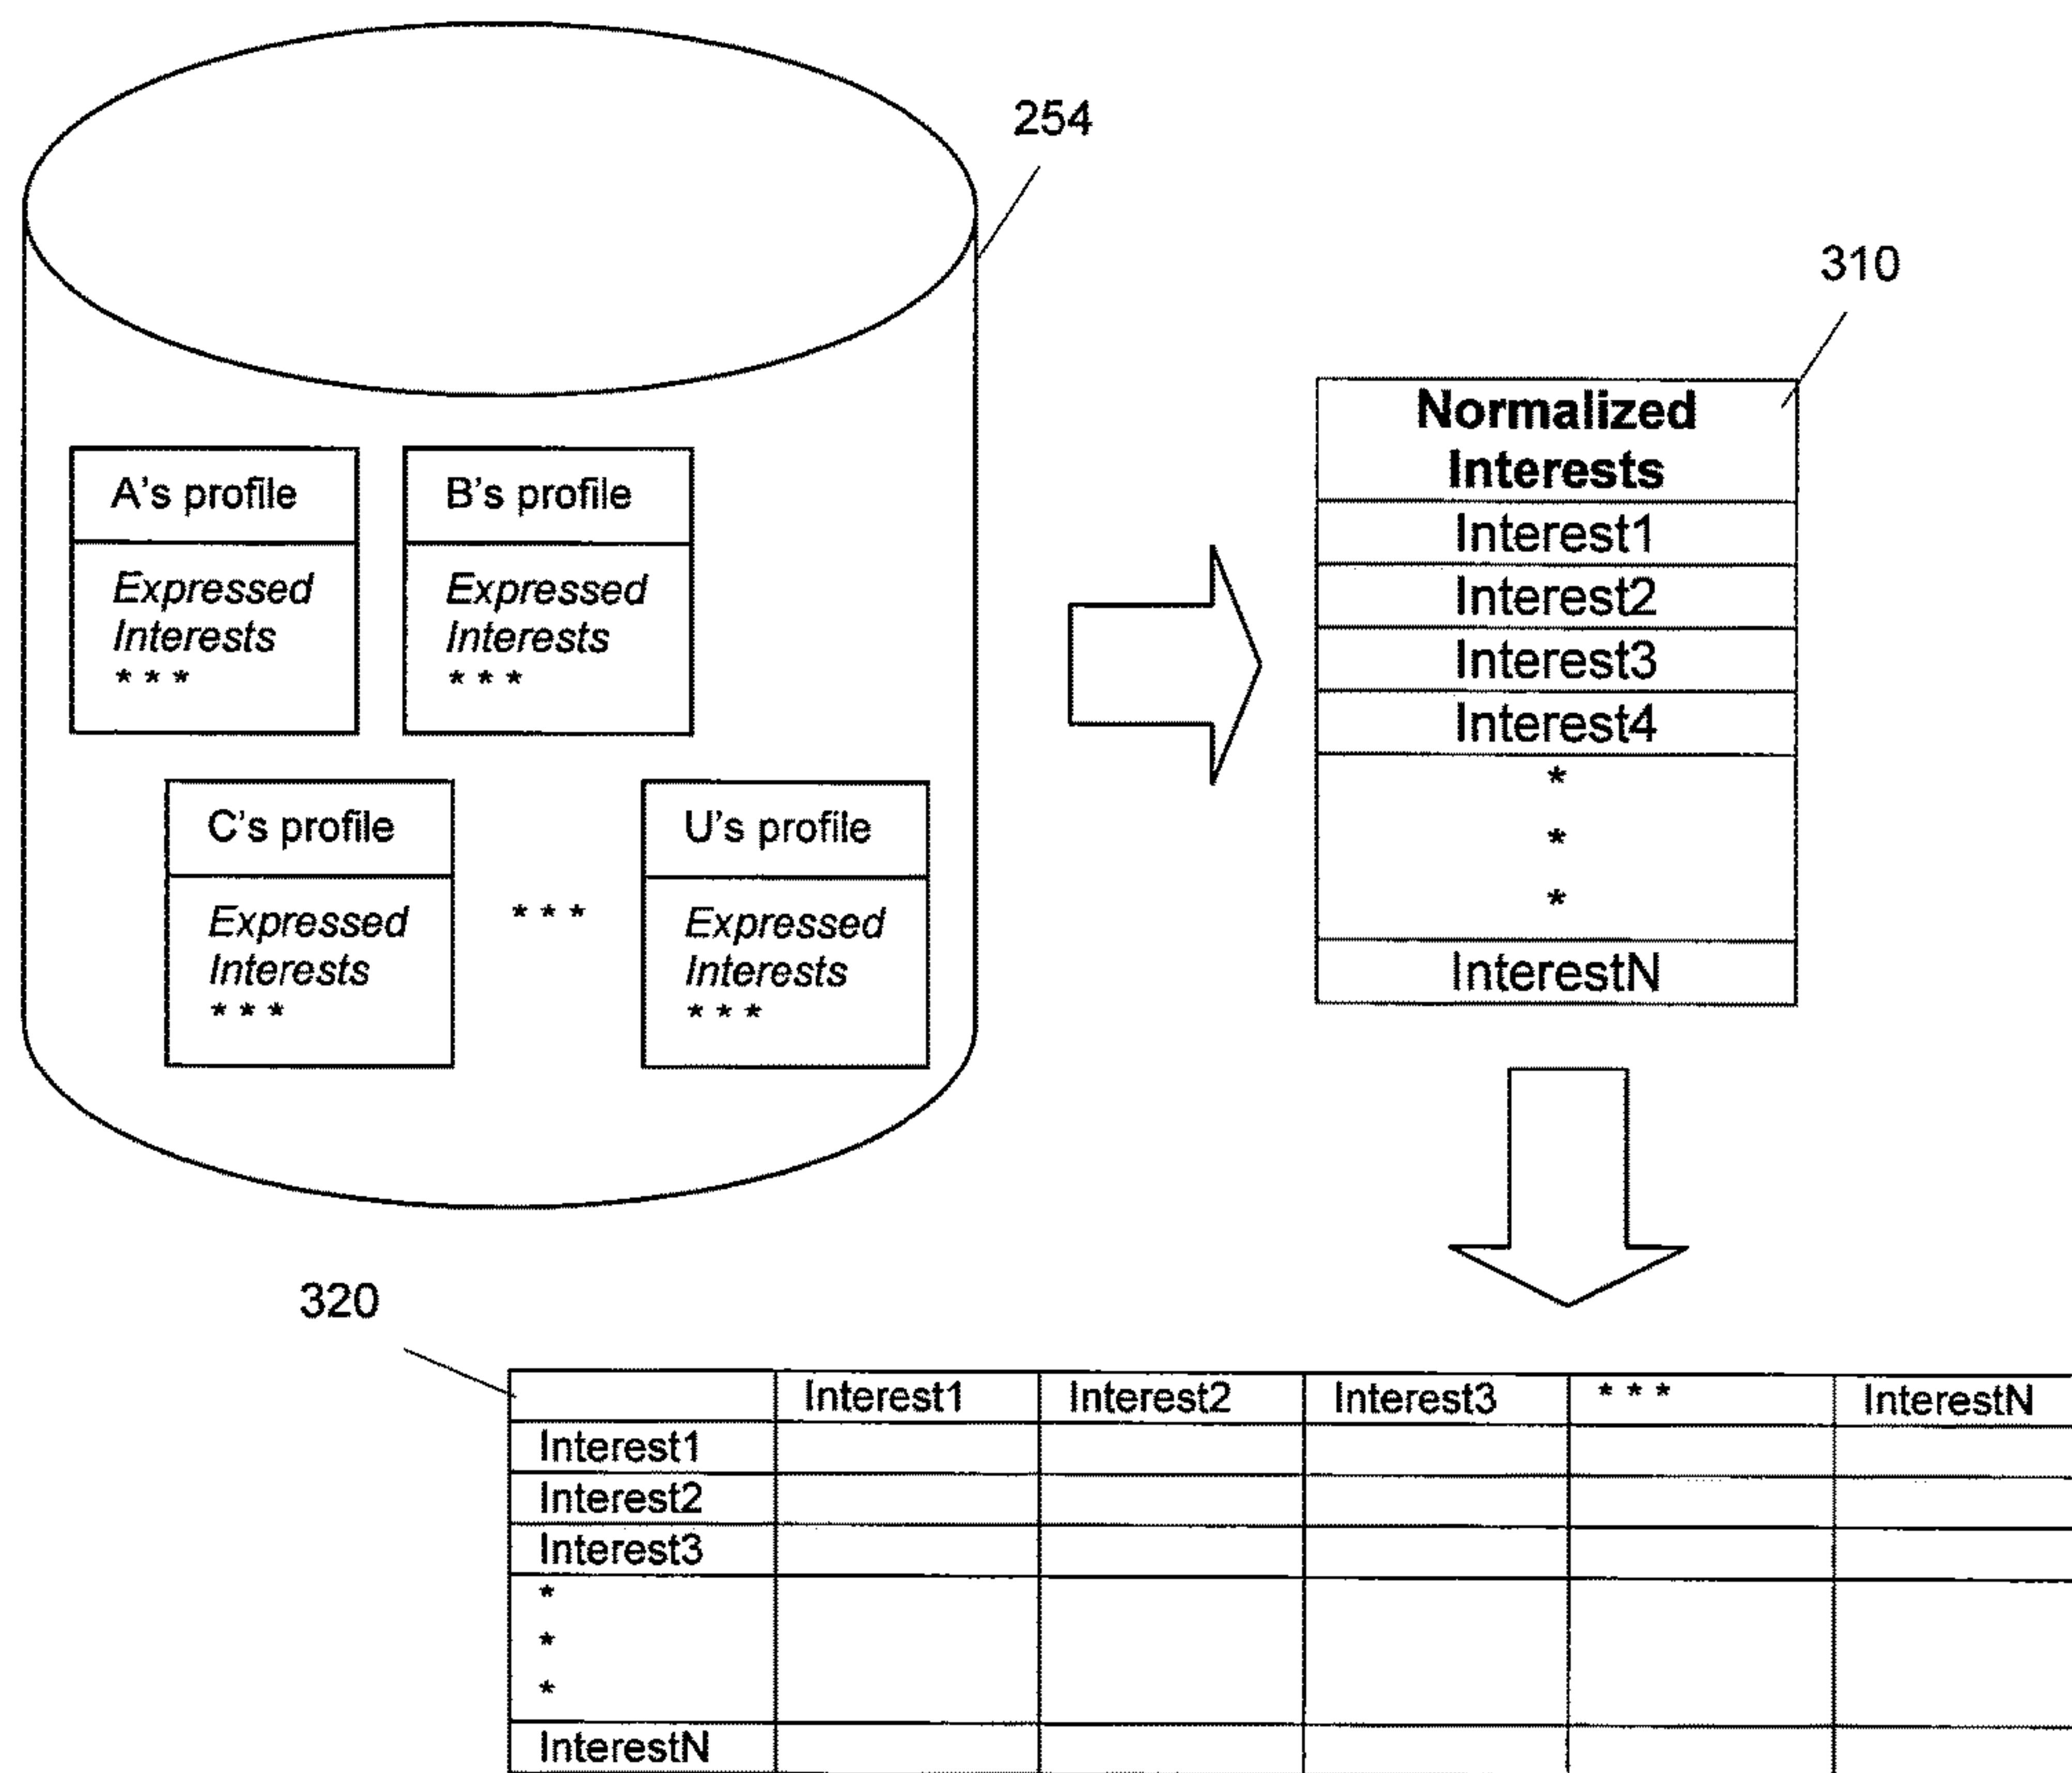 254
310
A's profile
Expressed
Interests
* * *
B's profile
Expressed
Interests
* * *
C's profile
Expressed
Interests
* * *
* * *
U's profile
Expressed
Interests
* * *
Normalized
Interests
Interest1
Interest2
Interest3
Interest4
*
*
*
InterestN
320
Interest1 Interest2 Interest3 * * * InterestN
Interest1
Interest2
Interest3
*
*
*
InterestN